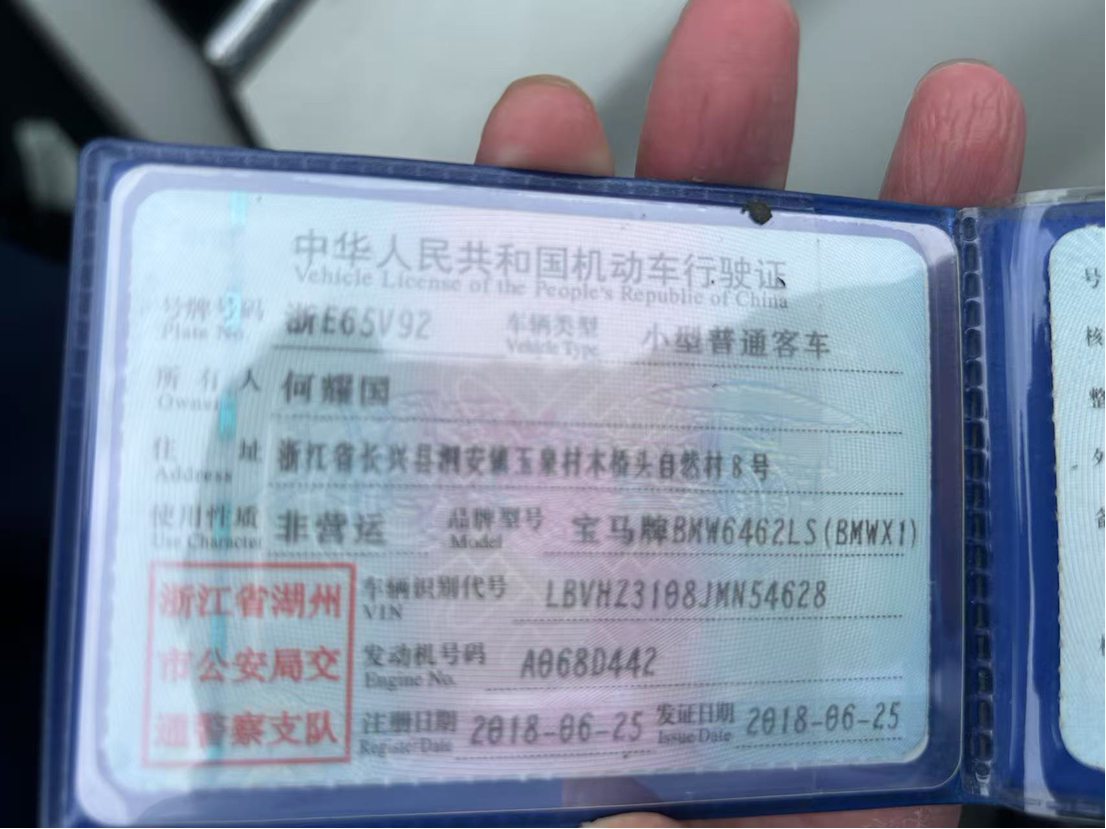 中华人民共和国机动车行驶证
Vehicle License of the People's Republic of China
号牌号码 浙E65V92 车辆类型 小型普通客车
Plate No. Vehicle Type
所有人 何耀国
Owner
住址 浙江省长兴县泗安镇玉泉村木桥头自然村8号
Address
使用性质 非营运 品牌型号 宝马牌BMW6462LS(BMWX1)
Use Character Model
浙江省湖州
市公安局交
通警察支队
车辆识别代号 LBVHZ3108JMN54628
VIN
发动机号码 A068D442
Engine No.
注册日期 2018-06-25 发证日期 2018-06-25
Register Date Issue Date
号
核
整
外